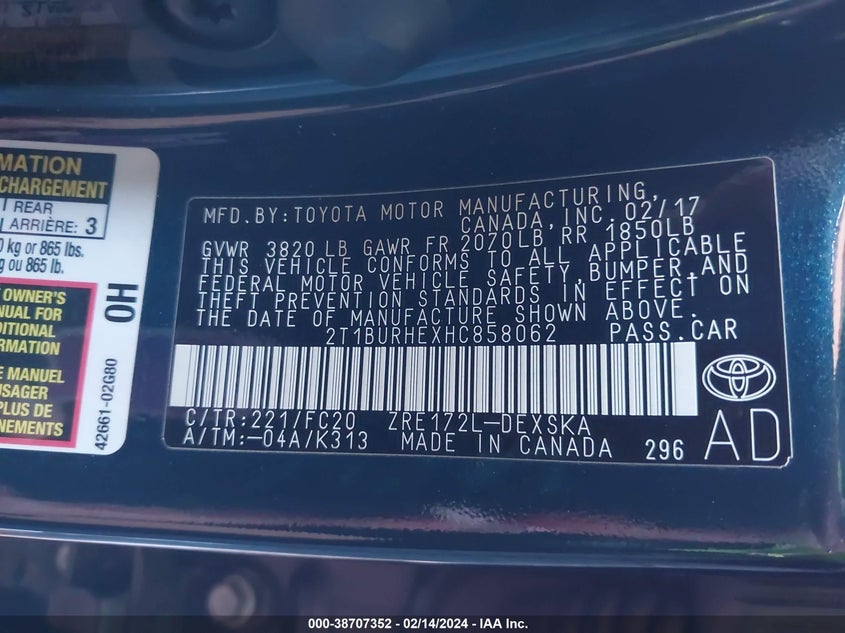 MATION
CHARGEMENT
REAR
ARRIÈRE: 3
kg or 865 lbs.
kg ou 865 lb.
OWNER'S
NUAL FOR
DITIONAL
ORMATION
E MANUEL
USAGER
PLUS DE
GNEMENTS
OH
42661-02G80
MFD.BY:TOYOTA MOTOR MANUFACTURING,
CANADA, INC. 02/17
GVWR 3820 LB GAWR FR 2070LB,RR 1850LB
THIS VEHICLE CONFORMS TO ALL APPLICABLE
FEDERAL MOTOR VEHICLE SAFETY, BUMPER,AND
THEFT PREVENTION STANDARDS IN EFFECT ON
THE DATE OF MANUFACTURE SHOWN ABOVE.
2T1BURHEXHC858062 PASS.CAR
C/TR:221/FC20 ZRE172L-DEXSKA
A/TM:-04A/K313 MADE IN CANADA 296
AD
000-38707352 - 02/14/2024 - IAA Inc.